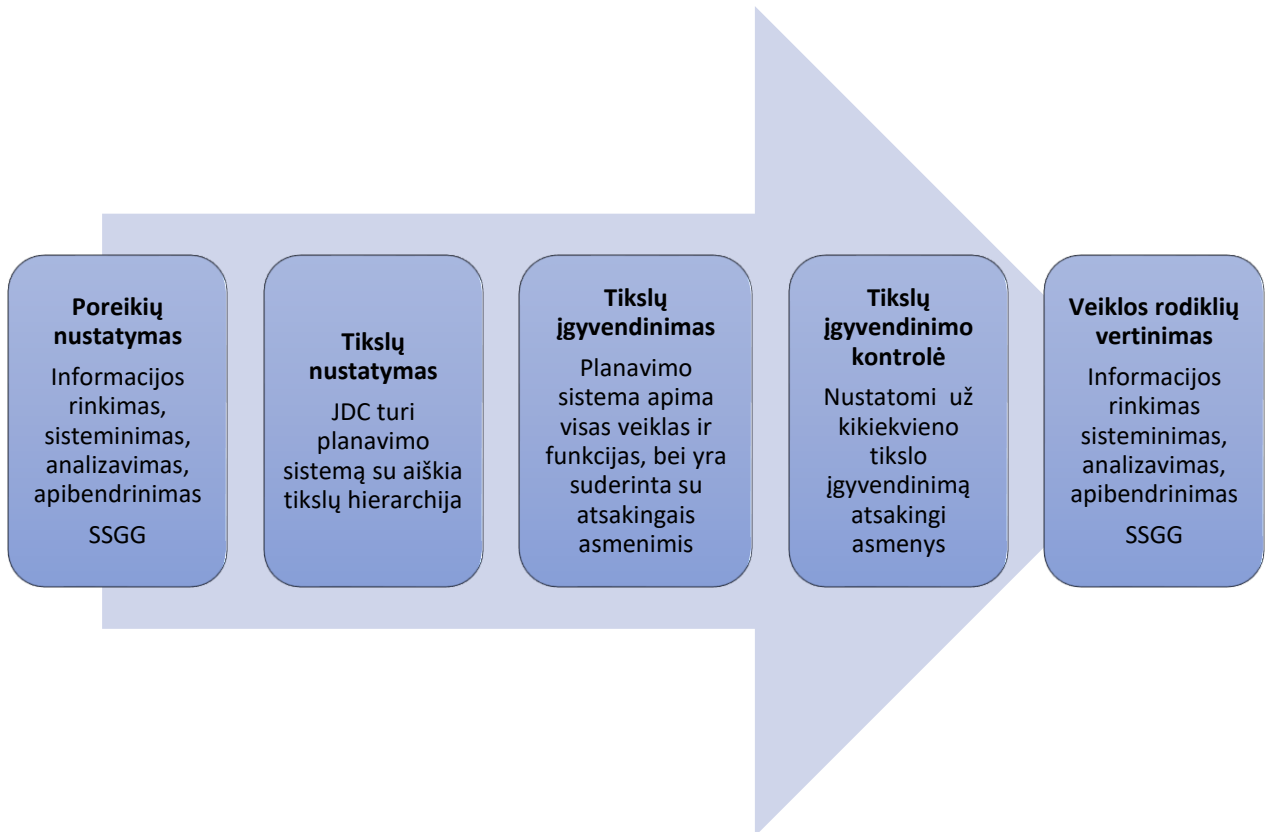 Poreikių
nustatymas
Informacijos
rinkimas,
sisteminimas,
analizavimas,
apibendrinimas
SSGG
Tikslų
nustatymas
JDC turi
planavimo
sistemą su aiškia
tikslų hierarchija
Tikslų
įgyvendinimas
Planavimo
sistema apima
visas veiklas ir
funkcijas, bei yra
suderinta su
atsakingais
asmenimis
Tikslų
įgyvendinimo
kontrolė
Nustatomi už
kikiekvieno
tikslo
įgyvendinimą
atsakingi
asmenys
Veiklos rodiklių
vertinimas
Informacijos
rinkimas
sisteminimas,
analizavimas,
apibendrinimas
SSGG